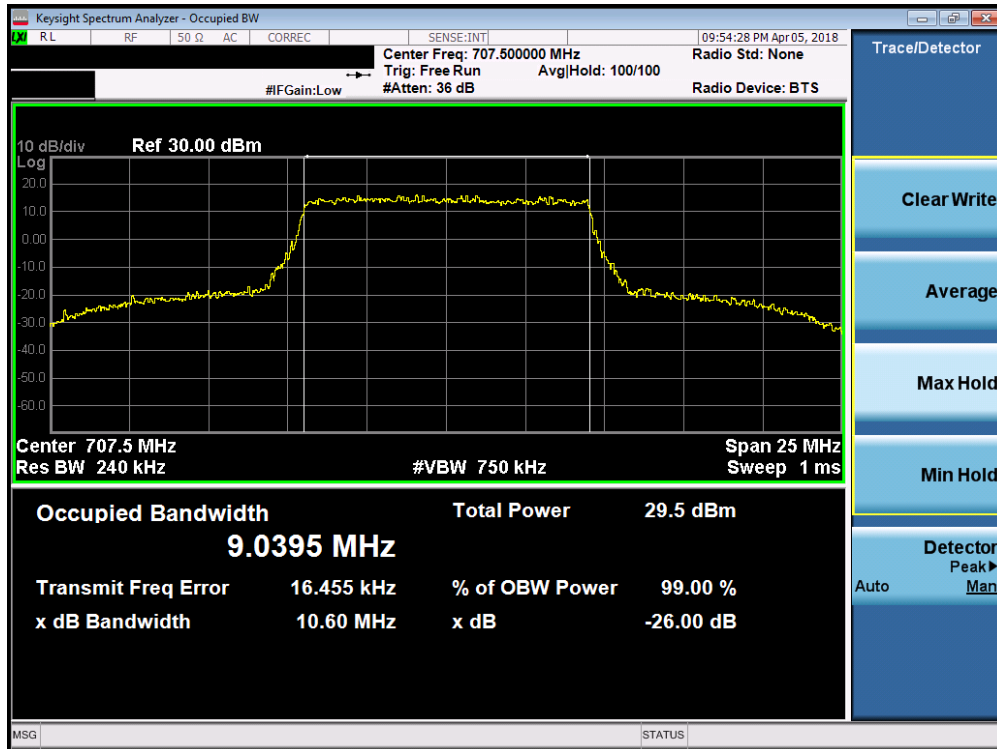 Keysight Spectrum Analyzer - Occupied BW
LXI RL RF 50 Ω AC CORREC SENSE:INT 09:54:28 PM Apr 05, 2018
Center Freq: 707.500000 MHz Radio Std: None
Trig: Free Run Avg|Hold: 100/100
#IFGain:Low #Atten: 36 dB Radio Device: BTS
Trace/Detector
10 dB/div Ref 30.00 dBm
Log
20.0
10.0
0.00
-10.0
-20.0
-30.0
-40.0
-50.0
-60.0
Center 707.5 MHz Span 25 MHz
Res BW 240 kHz #VBW 750 kHz Sweep 1 ms
Occupied Bandwidth Total Power 29.5 dBm
9.0395 MHz
Transmit Freq Error 16.455 kHz % of OBW Power 99.00 %
x dB Bandwidth 10.60 MHz x dB -26.00 dB
Clear Write
Average
Max Hold
Min Hold
Detector
Peak▶
Auto Man
MSG STATUS